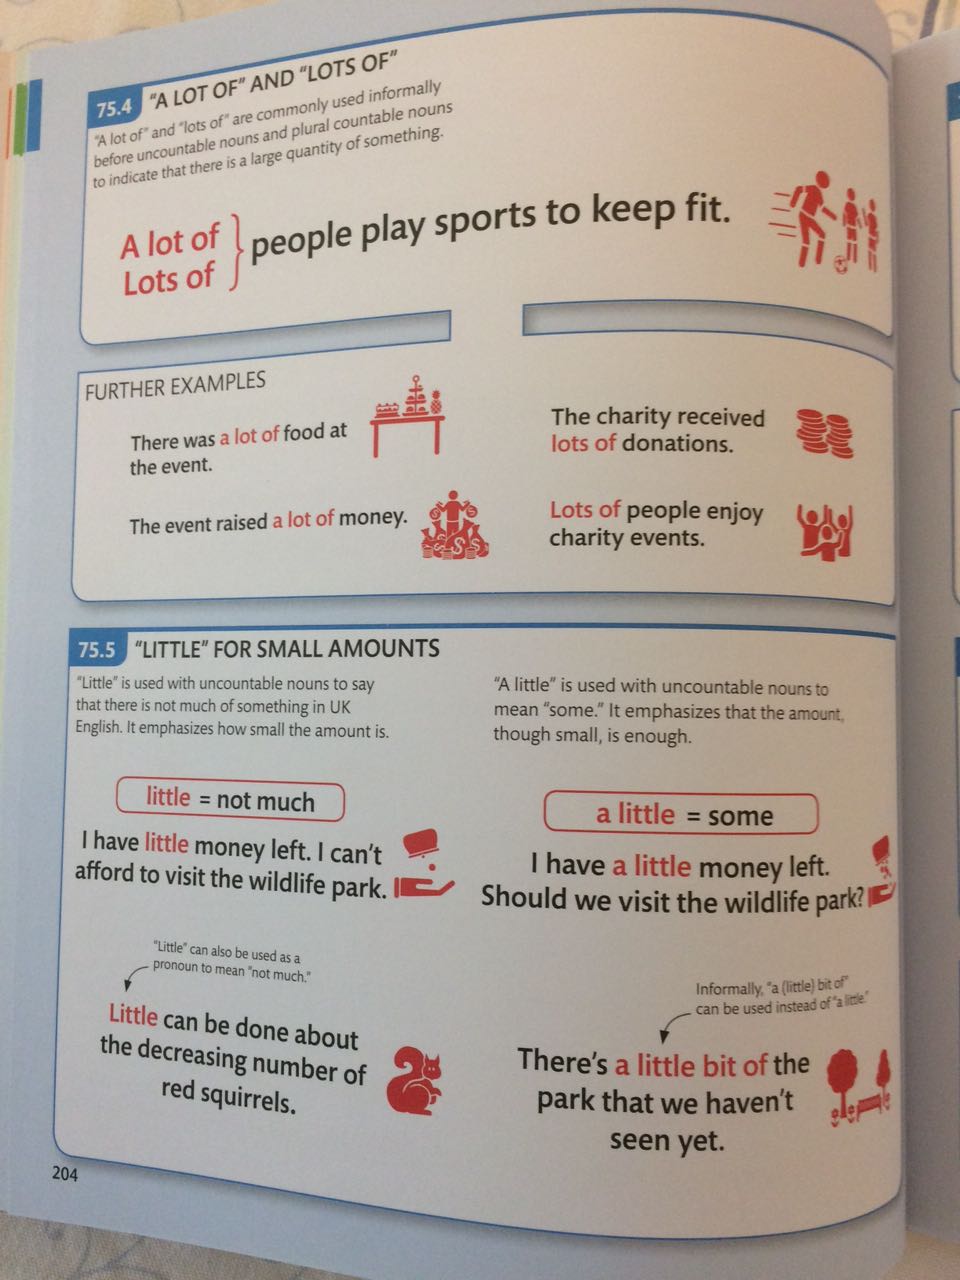 75.4 "A LOT OF" AND "LOTS OF"
"A lot of" and "lots of" are commonly used informally
before uncountable nouns and plural countable nouns
to indicate that there is a large quantity of something.
A lot of
Lots of
people play sports to keep fit.
FURTHER EXAMPLES
There was a lot of food at
the event.
The charity received
lots of donations.
The event raised a lot of money.
Lots of people enjoy
charity events.
75.5 "LITTLE" FOR SMALL AMOUNTS
"Little" is used with uncountable nouns to say
that there is not much of something in UK
English. It emphasizes how small the amount is.
little = not much
I have little money left. I can't
afford to visit the wildlife park.
"Little" can also be used as a
pronoun to mean "not much."
Little can be done about
the decreasing number of
red squirrels.
"A little" is used with uncountable nouns to
mean "some." It emphasizes that the amount,
though small, is enough.
a little = some
I have a little money left.
Should we visit the wildlife park?
Informally, "a (little) bit of"
can be used instead of "a little."
There's a little bit of the
park that we haven't
seen yet.
204